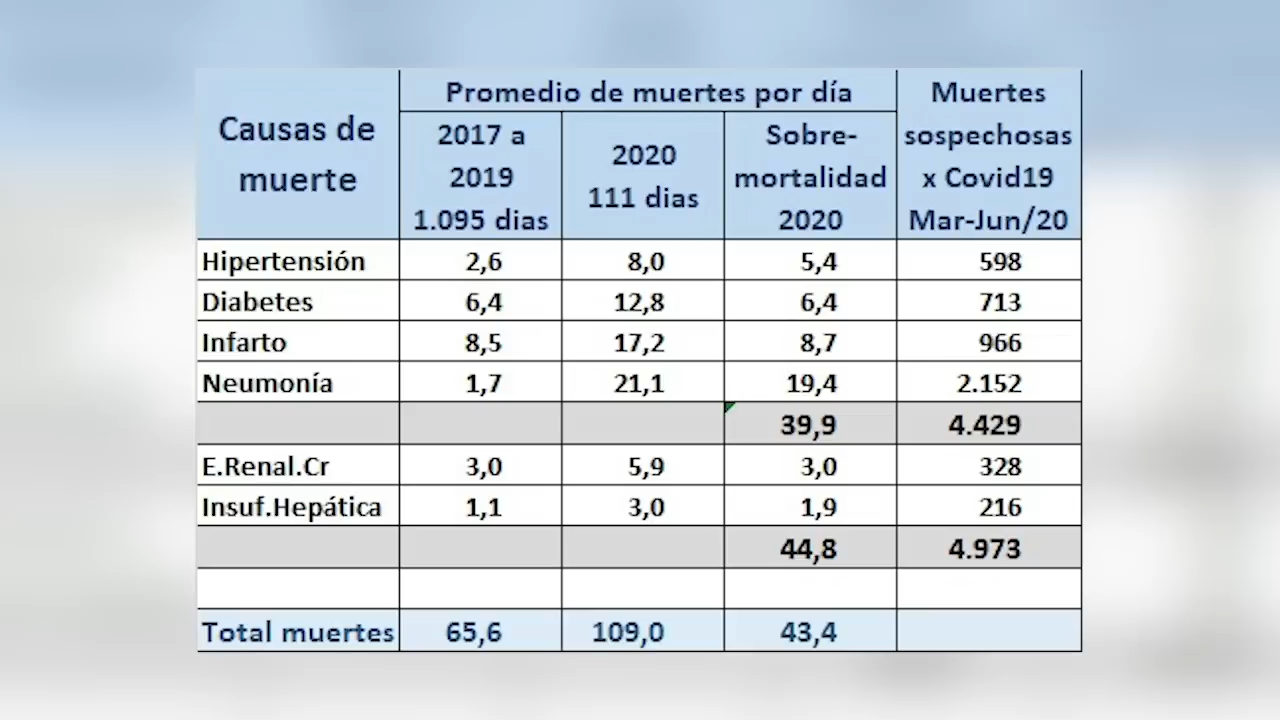 Causas de muerte
Promedio de muertes por día
Muertes sospechosas x Covid19 Mar-Jun/20
2017 a 2019 1.095 dias
2020 111 dias
Sobre-mortalidad 2020
Hipertensión 2,6 8,0 5,4 598
Diabetes 6,4 12,8 6,4 713
Infarto 8,5 17,2 8,7 966
Neumonía 1,7 21,1 19,4 2.152
39,9 4.429
E.Renal.Cr 3,0 5,9 3,0 328
Insuf.Hepática 1,1 3,0 1,9 216
44,8 4.973
Total muertes 65,6 109,0 43,4